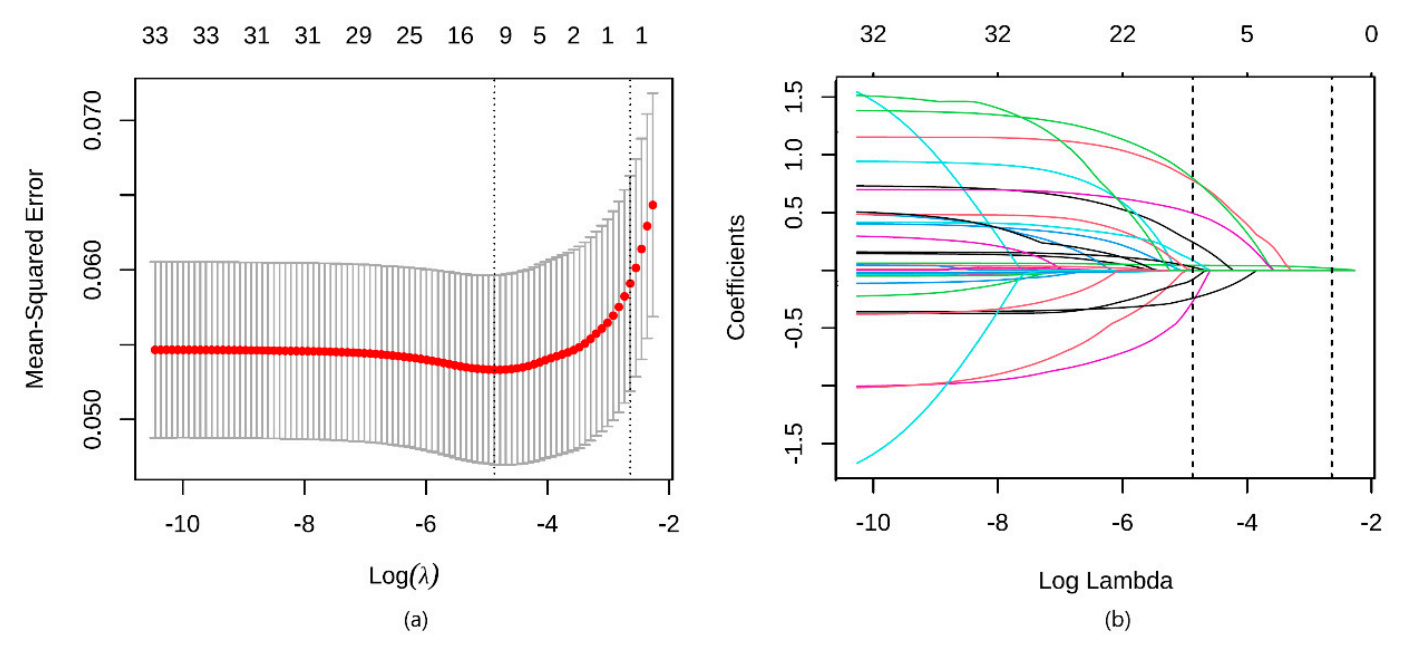 33 33 31 31 29 25 16 9 5 2 1 1
Mean-Squared Error
0.070
0.060
0.050
-10 -8 -6 -4 -2
Log(λ)
(a)
32 32 22 5 0
Coefficients
1.5
1.0
0.5
-0.5
-1.5
-10 -8 -6 -4 -2
Log Lambda
(b)